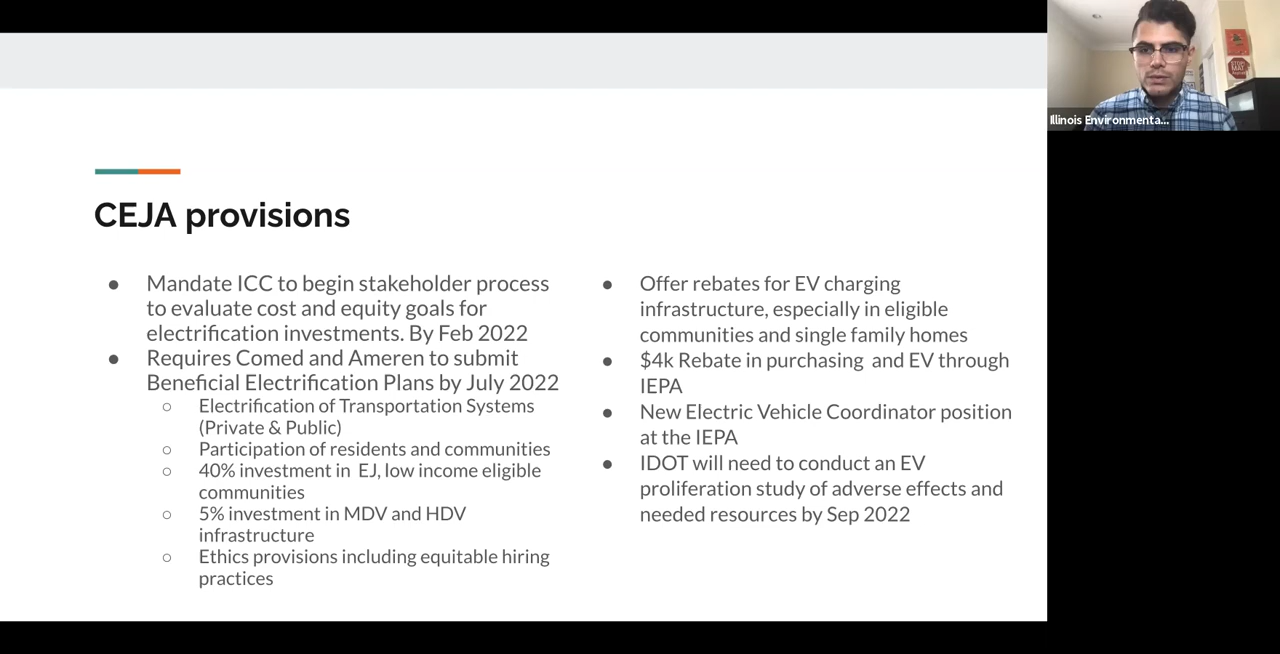 CEJA provisions
● Mandate ICC to begin stakeholder process
to evaluate cost and equity goals for
electrification investments. By Feb 2022
● Requires Comed and Ameren to submit
Beneficial Electrification Plans by July 2022
○ Electrification of Transportation Systems
(Private & Public)
○ Participation of residents and communities
○ 40% investment in  EJ, low income eligible
communities
○ 5% investment in MDV and HDV
infrastructure
○ Ethics provisions including equitable hiring
practices
● Offer rebates for EV charging
infrastructure, especially in eligible
communities and single family homes
● $4k Rebate in purchasing  and EV through
IEPA
● New Electric Vehicle Coordinator position
at the IEPA
● IDOT will need to conduct an EV
proliferation study of adverse effects and
needed resources by Sep 2022
Illinois Environmenta...